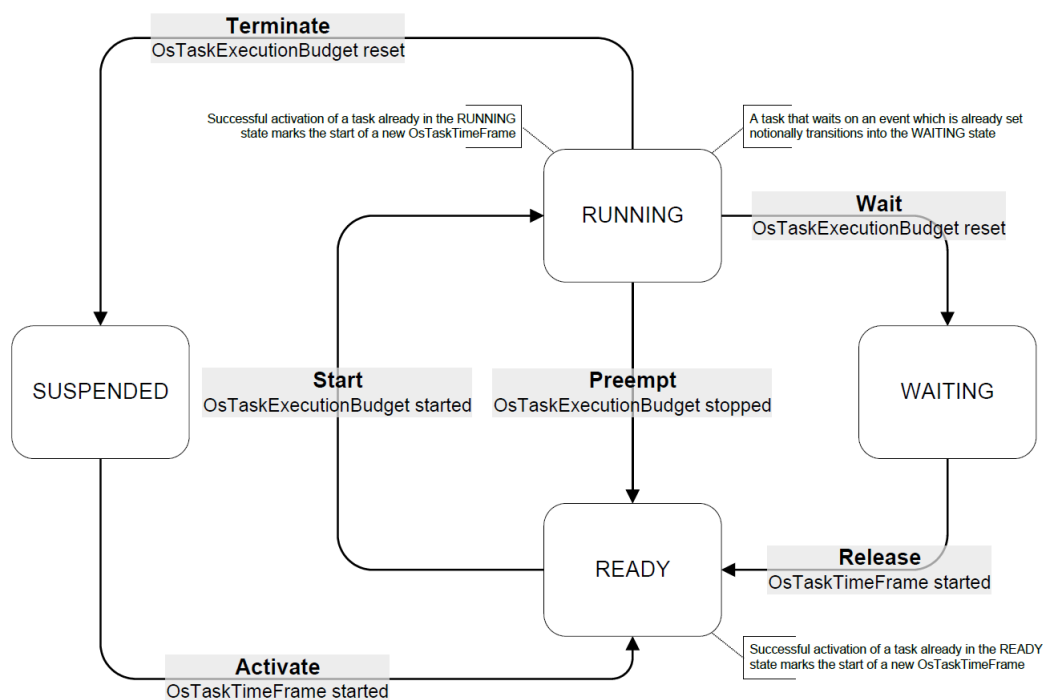 Terminate
OsTaskExecutionBudget reset
Successful activation of a task already in the RUNNING
state marks the start of a new OsTaskTimeFrame
A task that waits on an event which is already set
notionally transitions into the WAITING state
RUNNING
Wait
OsTaskExecutionBudget reset
SUSPENDED
Start
OsTaskExecutionBudget started
Preempt
OsTaskExecutionBudget stopped
WAITING
READY
Release
OsTaskTimeFrame started
Successful activation of a task already in the READY
state marks the start of a new OsTaskTimeFrame
Activate
OsTaskTimeFrame started